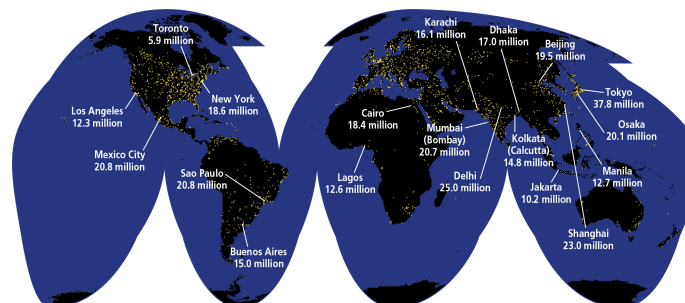 Toronto
5.9 million
New York
18.6 million
Los Angeles
12.3 million
Mexico City
20.8 million
Sao Paulo
20.8 million
Buenos Aires
15.0 million
Karachi
16.1 million
Dhaka
17.0 million
Beijing
19.5 million
Tokyo
37.8 million
Osaka
20.1 million
Cairo
18.4 million
Mumbai
(Bombay)
20.7 million
Kolkata
(Calcutta)
14.8 million
Lagos
12.6 million
Delhi
25.0 million
Jakarta
10.2 million
Manila
12.7 million
Shanghai
23.0 million